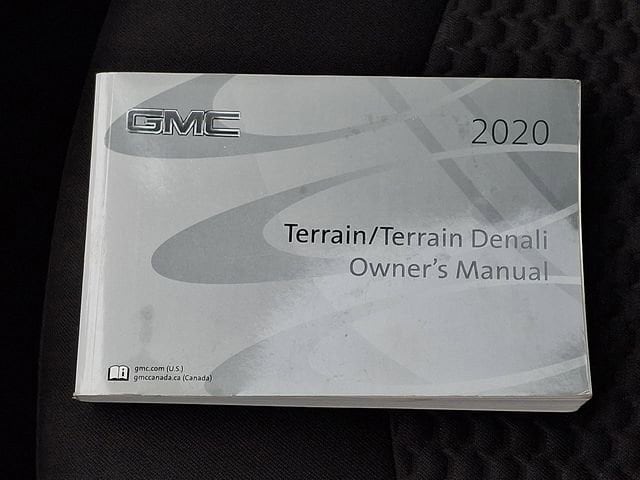 GMC
2020
Terrain/Terrain Denali
Owner's Manual
gmc.com (U.S.)
gmccanada.ca (Canada)